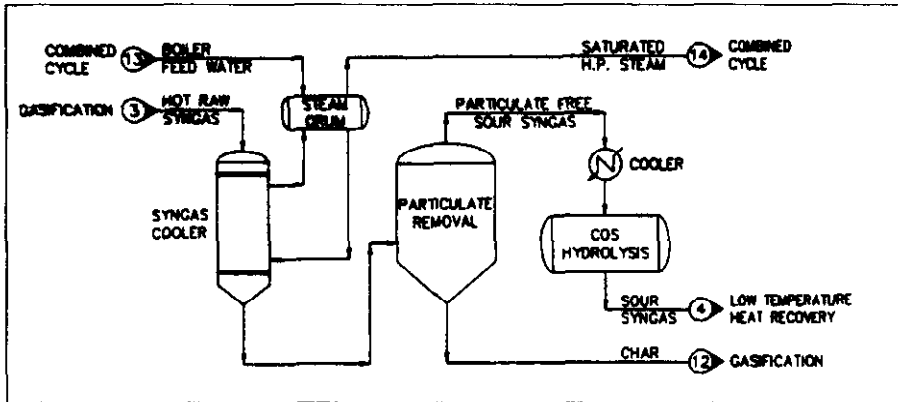 COMBINED
CYCLE
13
BOILER
FEED WATER
SATURATED
H.P. STEAM
14
COMBINED
CYCLE
GASIFICATION
3
HOT RAW
SYNGAS
STEAM
DRUM
PARTICULATE FREE
SOUR SYNGAS
COOLER
SYNGAS
COOLER
PARTICULATE
REMOVAL
COS
HYDROLYSIS
SOUR
SYNGAS
4
LOW TEMPERATURE
HEAT RECOVERY
CHAR
12
GASIFICATION